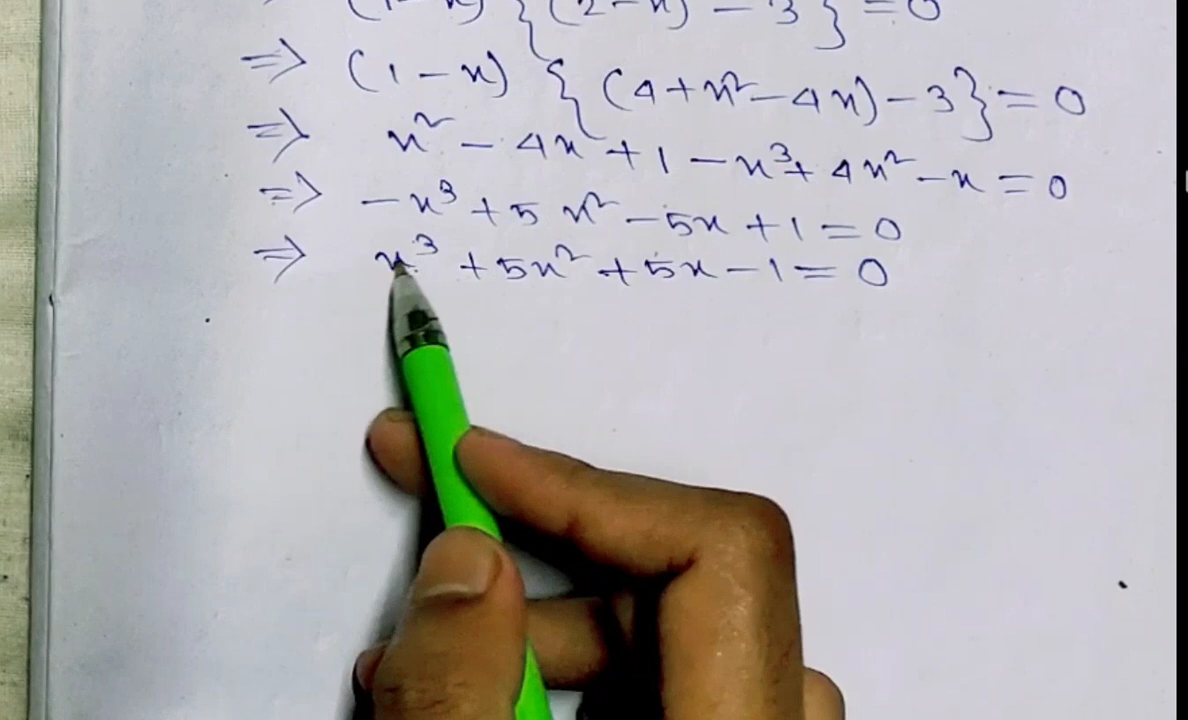 (1-x) {(2-x) - 3} = 0
⇒ (1-x) {(4+x²-4x)-3} = 0
⇒ x² - 4x + 1 - x³ + 4x² - x = 0
⇒ -x³ + 5x² - 5x + 1 = 0
⇒ x³ + 5x² + 5x - 1 = 0